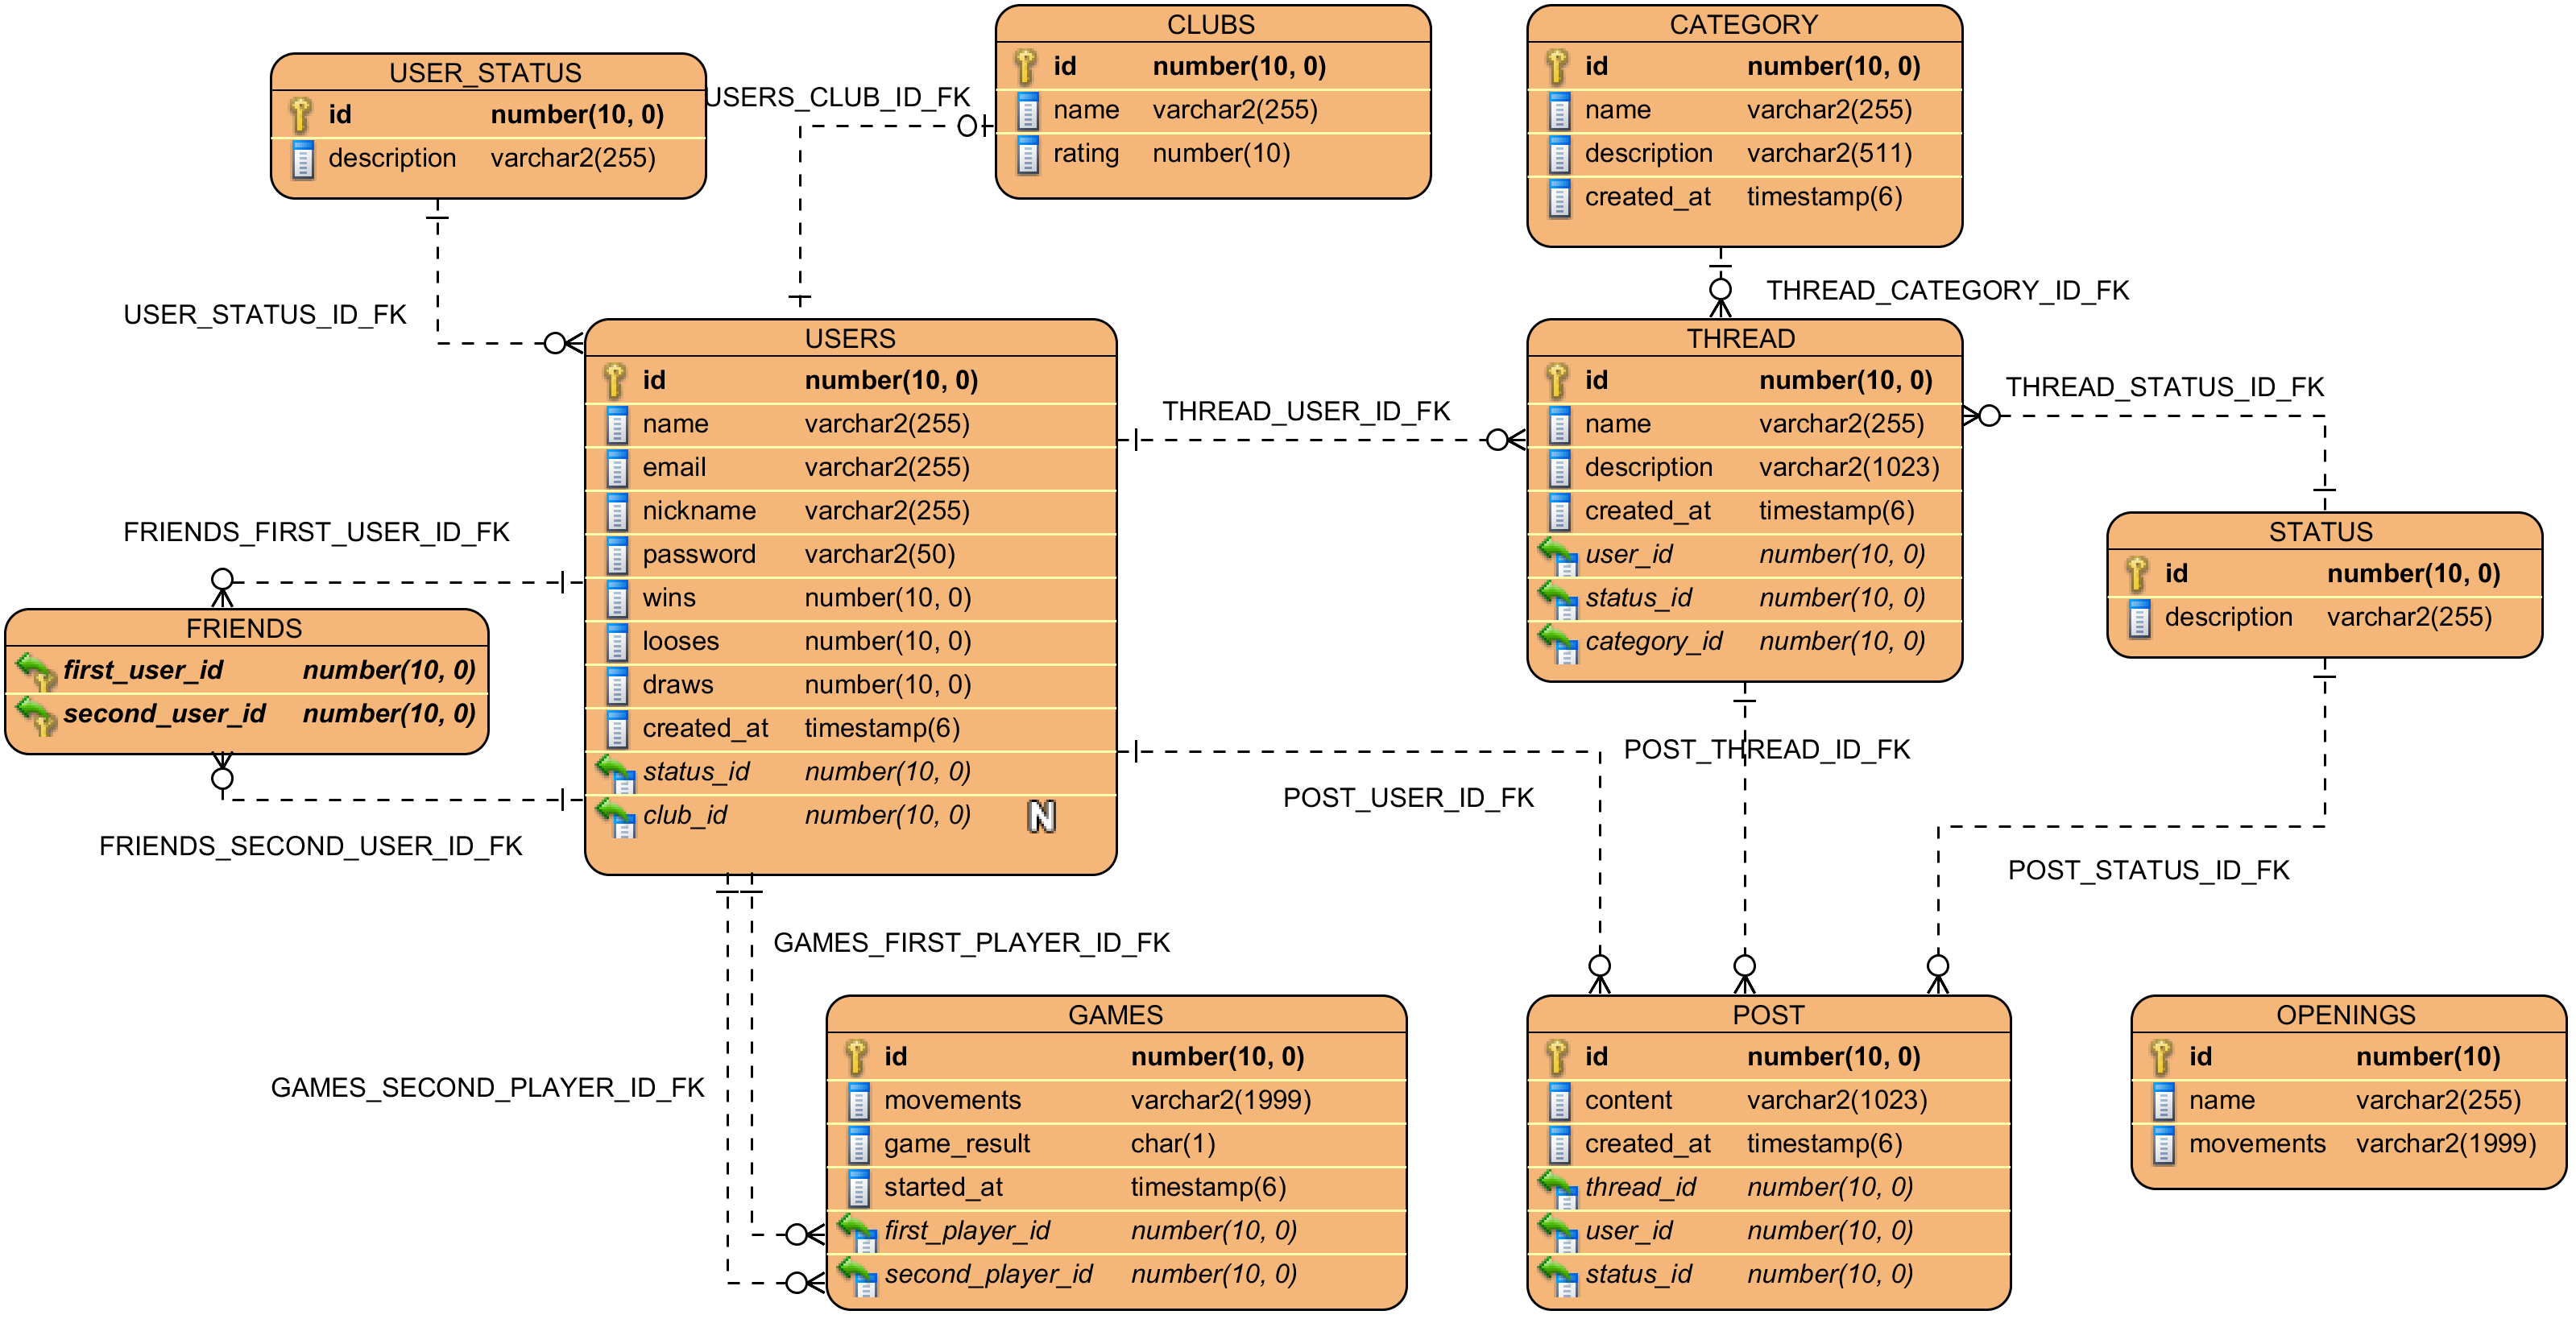 USER_STATUS
id number(10, 0)
description varchar2(255)
USERS_CLUB_ID_FK
CLUBS
id number(10, 0)
name varchar2(255)
rating number(10)
CATEGORY
id number(10, 0)
name varchar2(255)
description varchar2(511)
created_at timestamp(6)
USER_STATUS_ID_FK
THREAD_CATEGORY_ID_FK
USERS
id number(10, 0)
name varchar2(255)
email varchar2(255)
nickname varchar2(255)
password varchar2(50)
wins number(10, 0)
looses number(10, 0)
draws number(10, 0)
created_at timestamp(6)
status_id number(10, 0)
club_id number(10, 0) N
THREAD_USER_ID_FK
THREAD
id number(10, 0)
name varchar2(255)
description varchar2(1023)
created_at timestamp(6)
user_id number(10, 0)
status_id number(10, 0)
category_id number(10, 0)
THREAD_STATUS_ID_FK
STATUS
id number(10, 0)
description varchar2(255)
FRIENDS_FIRST_USER_ID_FK
FRIENDS
first_user_id number(10, 0)
second_user_id number(10, 0)
FRIENDS_SECOND_USER_ID_FK
POST_THREAD_ID_FK
POST_USER_ID_FK
POST_STATUS_ID_FK
GAMES_FIRST_PLAYER_ID_FK
GAMES_SECOND_PLAYER_ID_FK
GAMES
id number(10, 0)
movements varchar2(1999)
game_result char(1)
started_at timestamp(6)
first_player_id number(10, 0)
second_player_id number(10, 0)
POST
id number(10, 0)
content varchar2(1023)
created_at timestamp(6)
thread_id number(10, 0)
user_id number(10, 0)
status_id number(10, 0)
OPENINGS
id number(10)
name varchar2(255)
movements varchar2(1999)